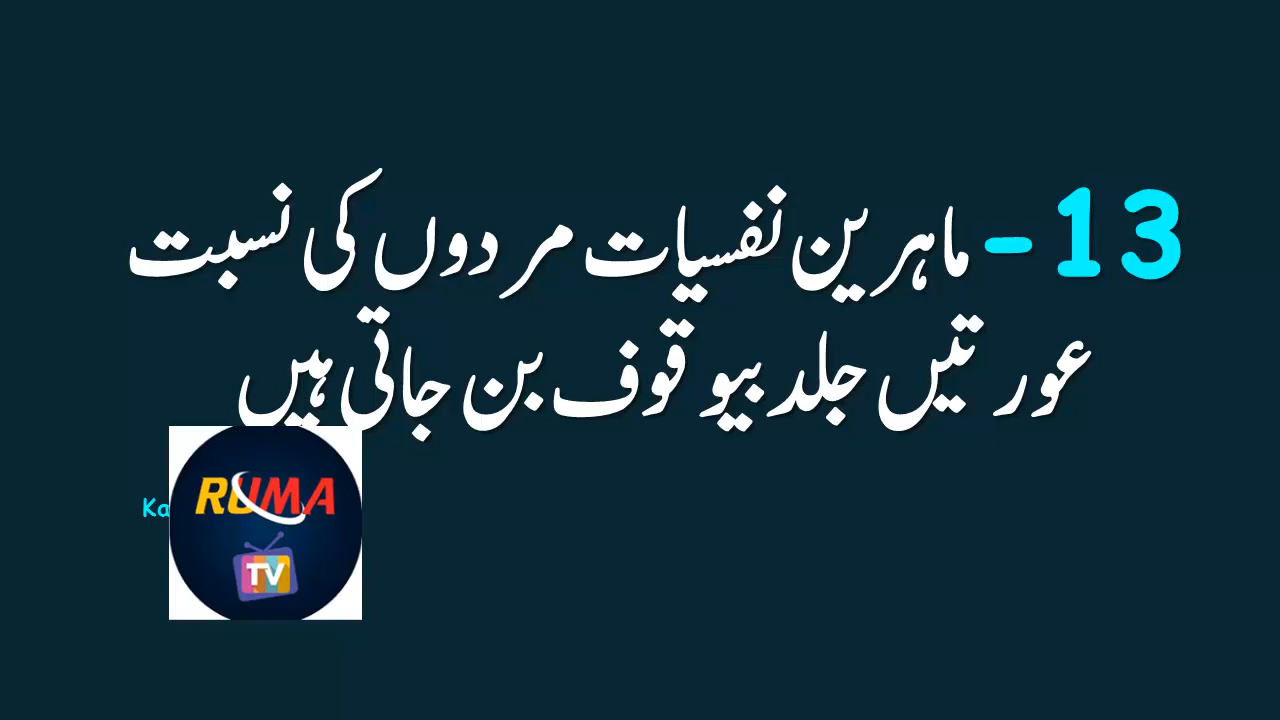 13- ماہرین نفسیات مردوں کی نسبت
عورتیں جلد بیوقوف بن جاتی ہیں
RUMA
TV